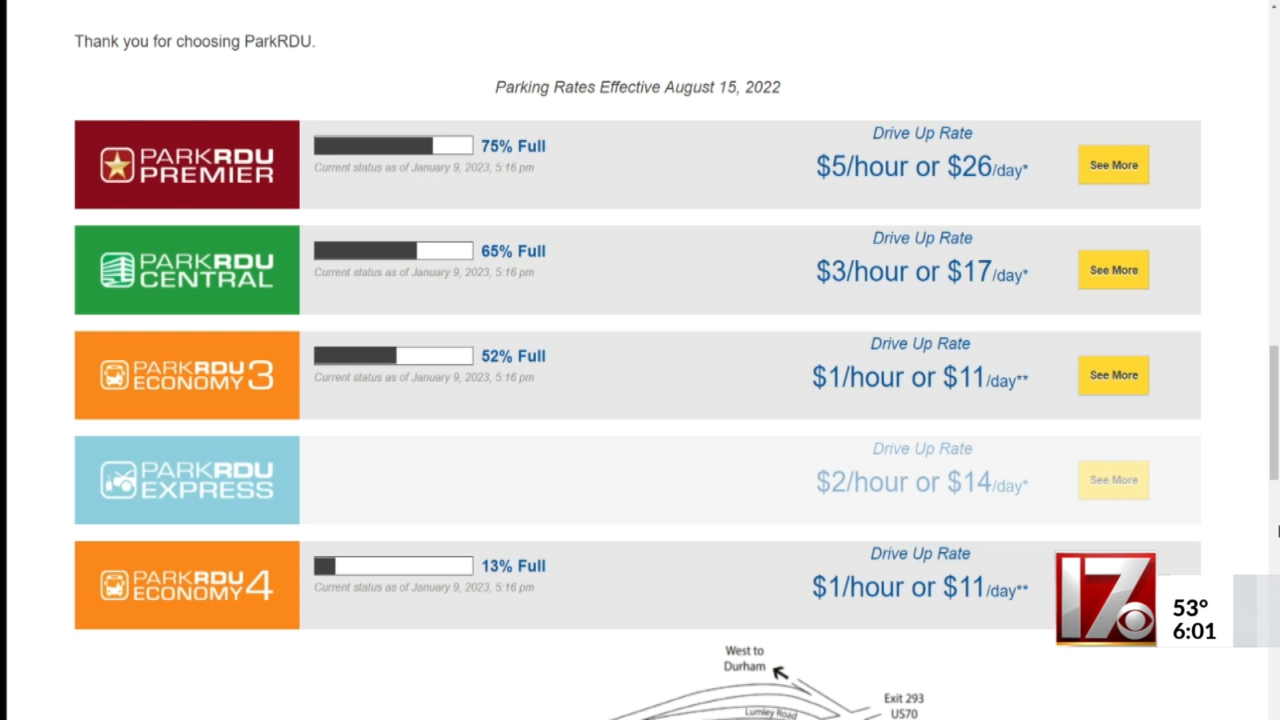 Thank you for choosing ParkRDU.
Parking Rates Effective August 15, 2022
PARKRDU
PREMIER
75% Full
Current status as of January 9, 2023, 5:16 pm
Drive Up Rate
$5/hour or $26/day*
See More
PARKRDU
CENTRAL
65% Full
Current status as of January 9, 2023, 5:16 pm
Drive Up Rate
$3/hour or $17/day*
See More
PARKRDU
ECONOMY 3
52% Full
Current status as of January 9, 2023, 5:16 pm
Drive Up Rate
$1/hour or $11/day**
See More
PARKRDU
EXPRESS
Drive Up Rate
$2/hour or $14/day*
See More
PARKRDU
ECONOMY 4
13% Full
Current status as of January 9, 2023, 5:16 pm
Drive Up Rate
$1/hour or $11/day**
17
53°
6:01
West to
Durham
Exit 293
US70
Lumley Road